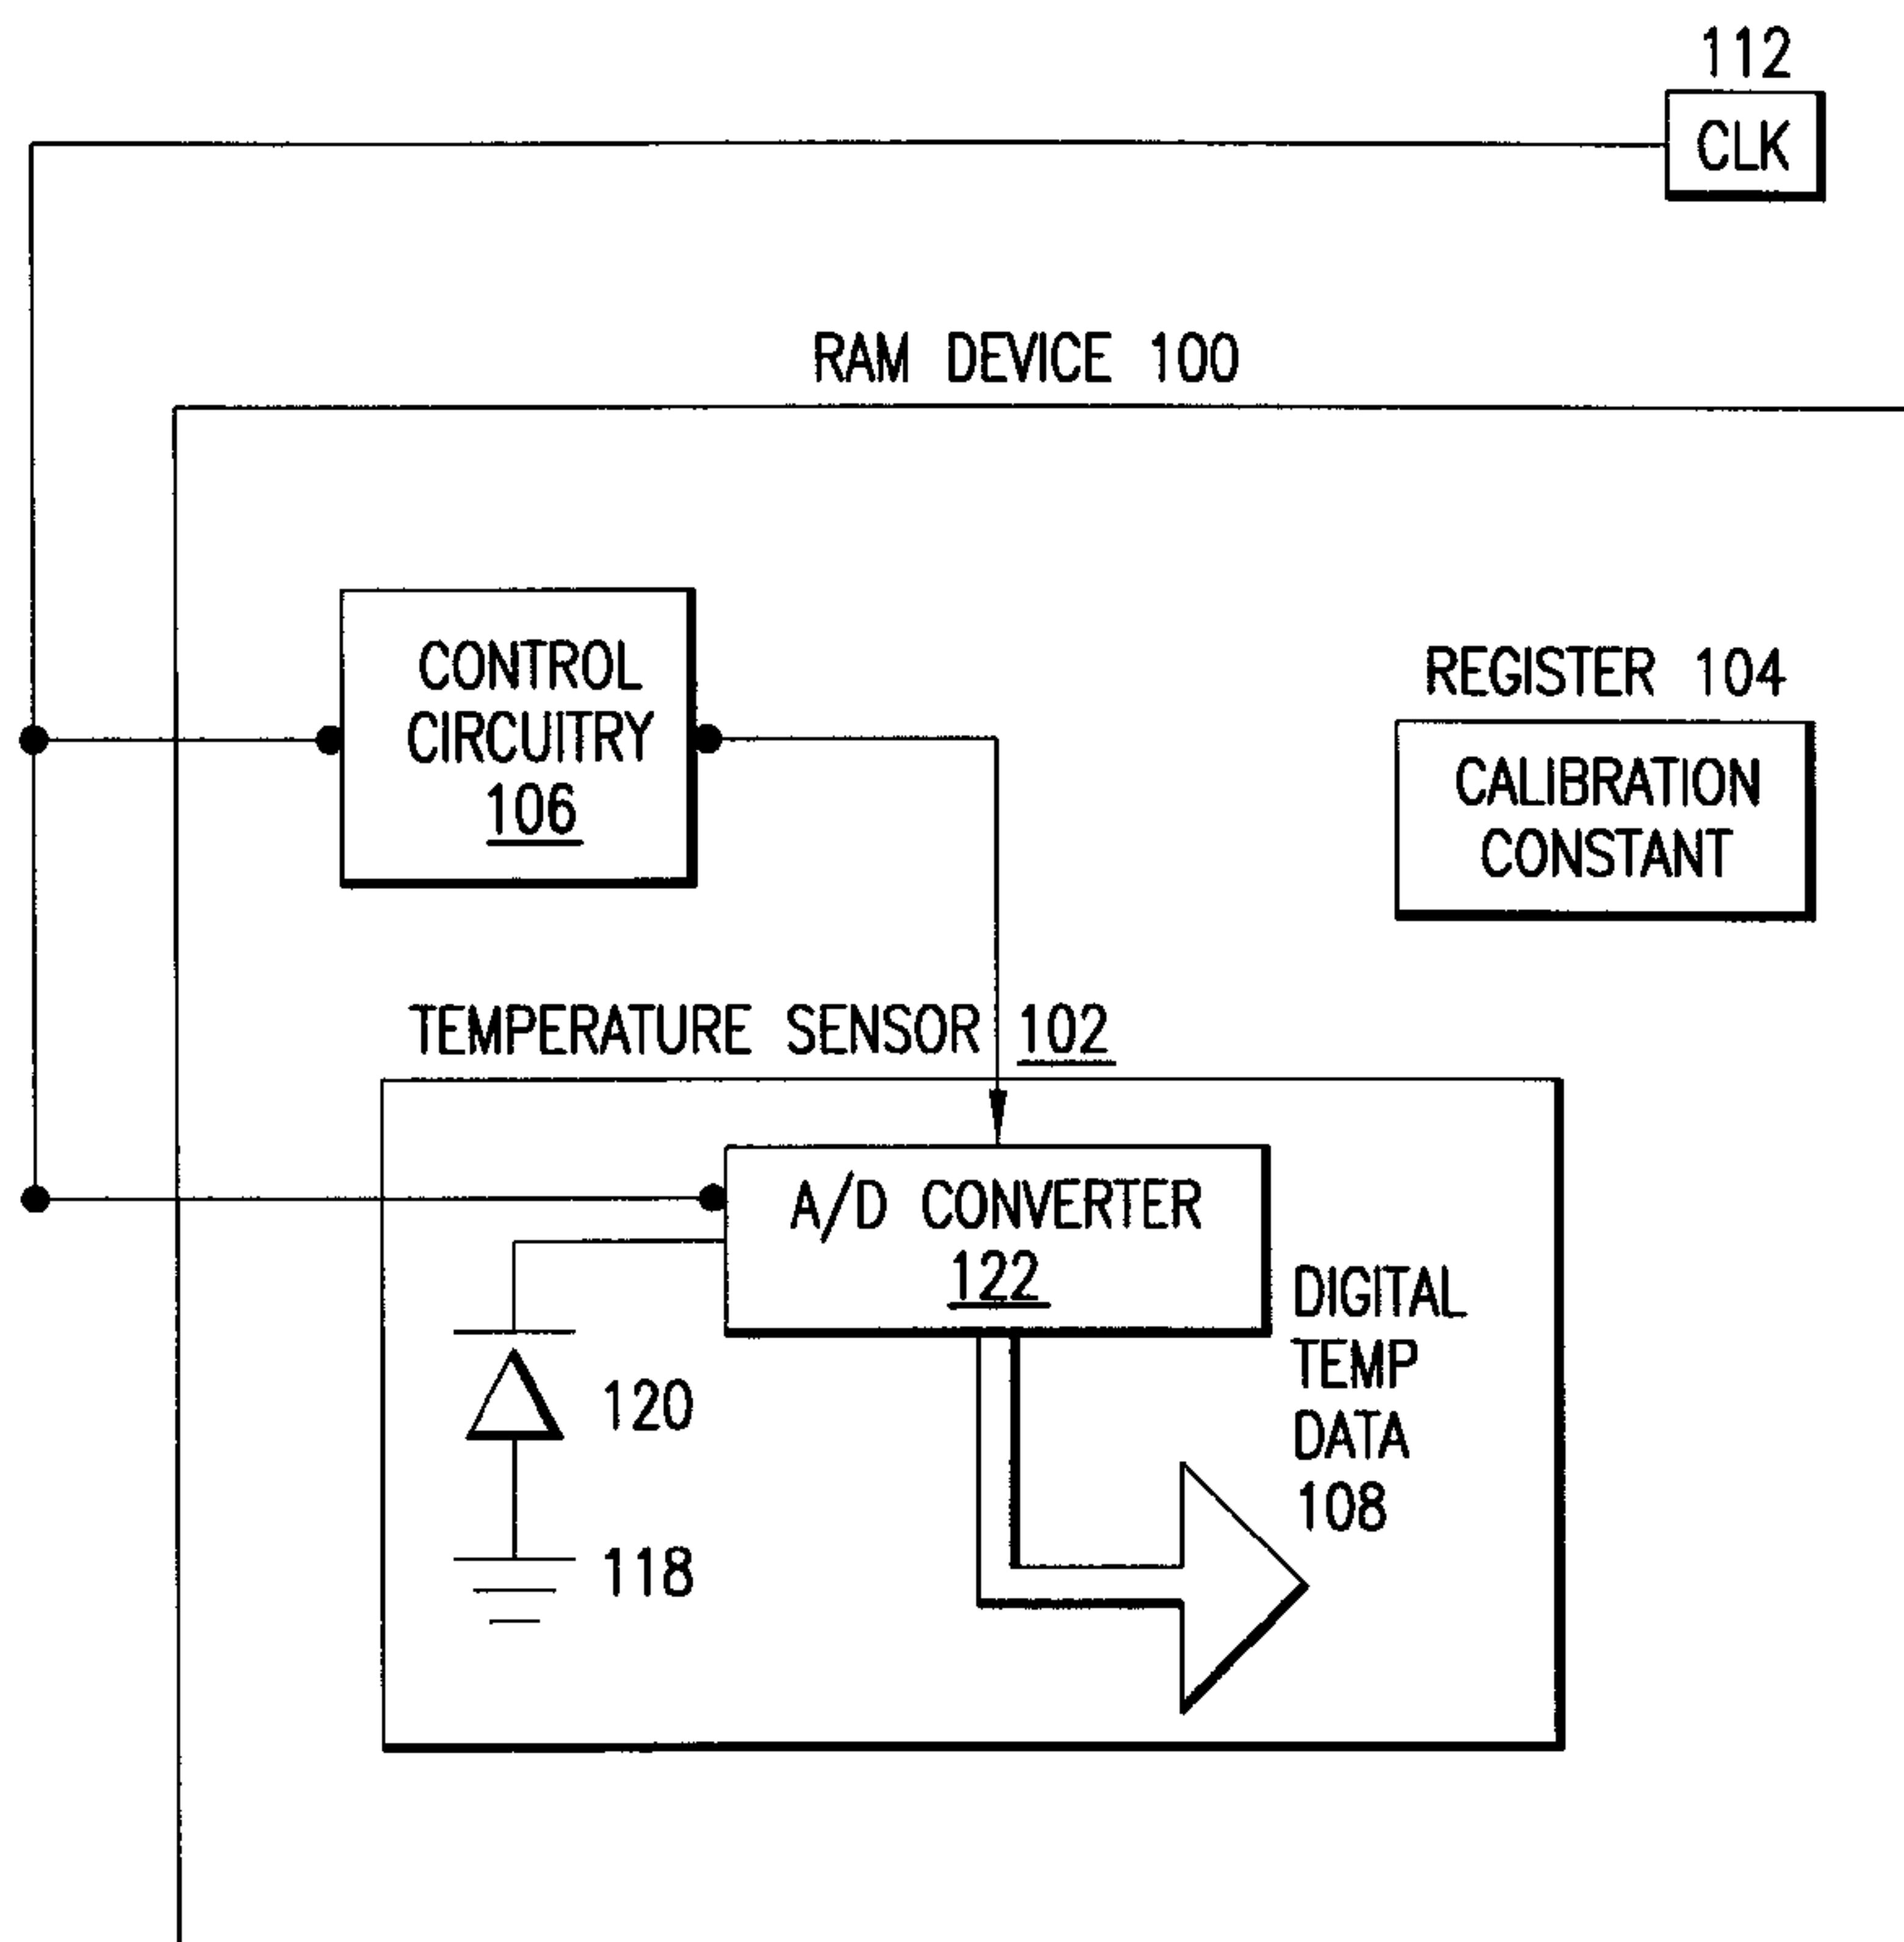 112
CLK
RAM DEVICE 100
CONTROL
CIRCUITRY
106
REGISTER 104
CALIBRATION
CONSTANT
TEMPERATURE SENSOR 102
A/D CONVERTER
122
DIGITAL
TEMP
DATA
108
120
118